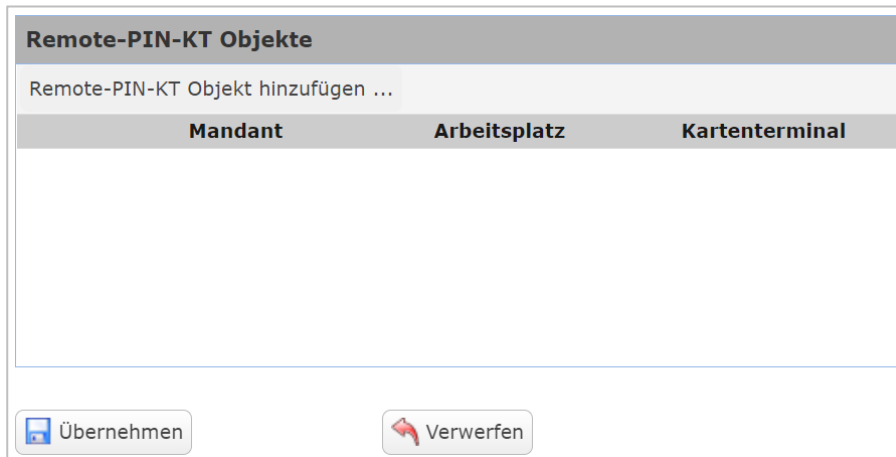 Remote-PIN-KT Objekte
Remote-PIN-KT Objekt hinzufügen ...
Mandant Arbeitsplatz Kartenterminal
Übernehmen Verwerfen